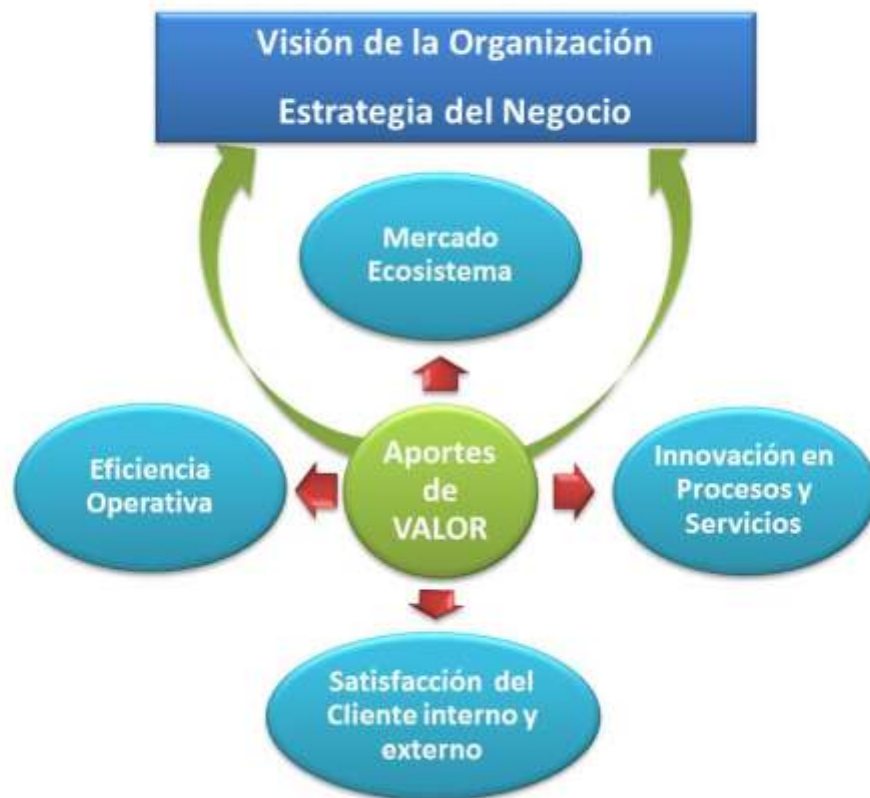 Visión de la Organización
Estrategia del Negocio
Mercado
Ecosistema
Eficiencia
Operativa
Aportes
de
VALOR
Innovación en
Procesos y
Servicios
Satisfacción del
Cliente interno y
externo